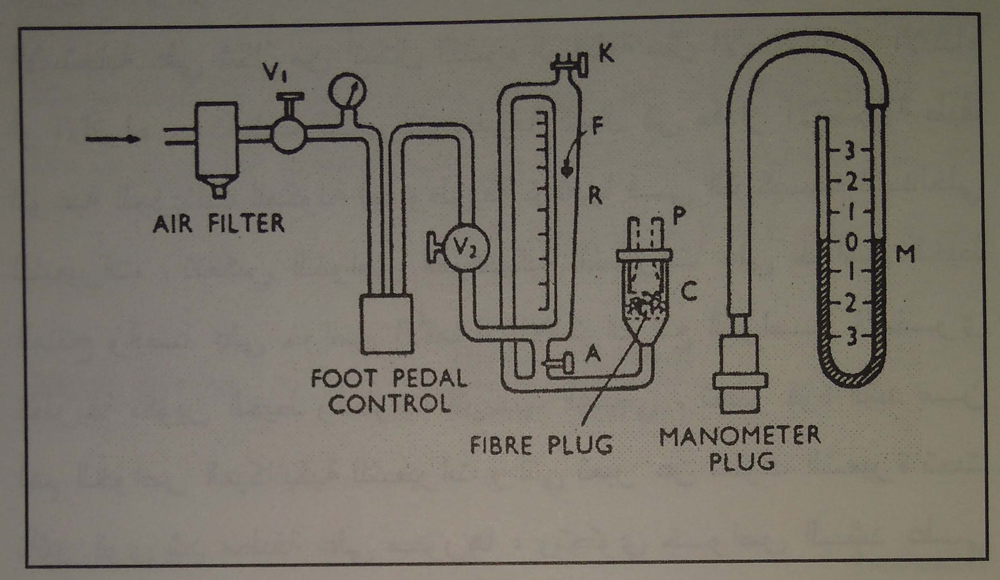 V₁
K
F
R
P
V₂
C
A
M
3
2
1
0
1
2
3
AIR FILTER
FOOT PEDAL
CONTROL
FIBRE PLUG
MANOMETER
PLUG